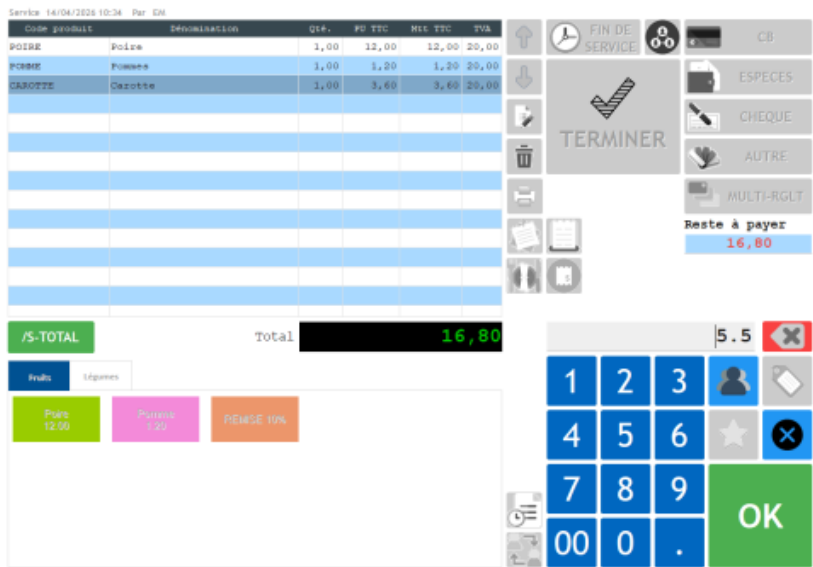 Service 14/04/2026 10:34 Par EM
Code produit Dénomination Qté. PU TTC Mtt TTC TVA
POIRE Poire 1,00 12,00 12,00 20,00
POMME Pommes 1,00 1,20 1,20 20,00
CAROTTE Carotte 1,00 3,60 3,60 20,00
FIN DE
SERVICE
CB
ESPECES
TERMINER
CHEQUE
AUTRE
MULTI-RGLT
Reste à payer
16,80
/S-TOTAL Total 16,80
5.5
Fruits Légumes
Poire
12.00
Pomme
1.20
REMISE 10%
1 2 3
4 5 6
7 8 9
00 0 .
OK